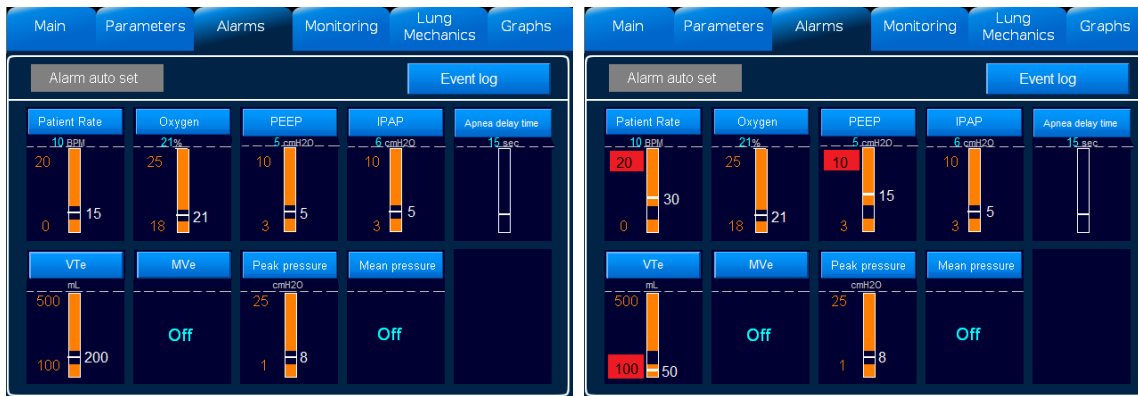 Main Parameters Alarms Monitoring Lung Mechanics Graphs
Alarm auto set Event log
Patient Rate Oxygen PEEP IPAP Apnea delay time
10 BPM 21% 5 cmH2O 6 cmH2O 15 sec
20 25 10 10
15 21 5 5
0 18 3 3
VTe MVe Peak pressure Mean pressure
mL cmH2O
500 25
Off Off
200 8
100 1
Main Parameters Alarms Monitoring Lung Mechanics Graphs
Alarm auto set Event log
Patient Rate Oxygen PEEP IPAP Apnea delay time
10 BPM 21% 5 cmH2O 6 cmH2O 15 sec
20 25 10 10
30 21 15 5
0 18 3 3
VTe MVe Peak pressure Mean pressure
mL cmH2O
500 25
Off Off
50 8
100 1